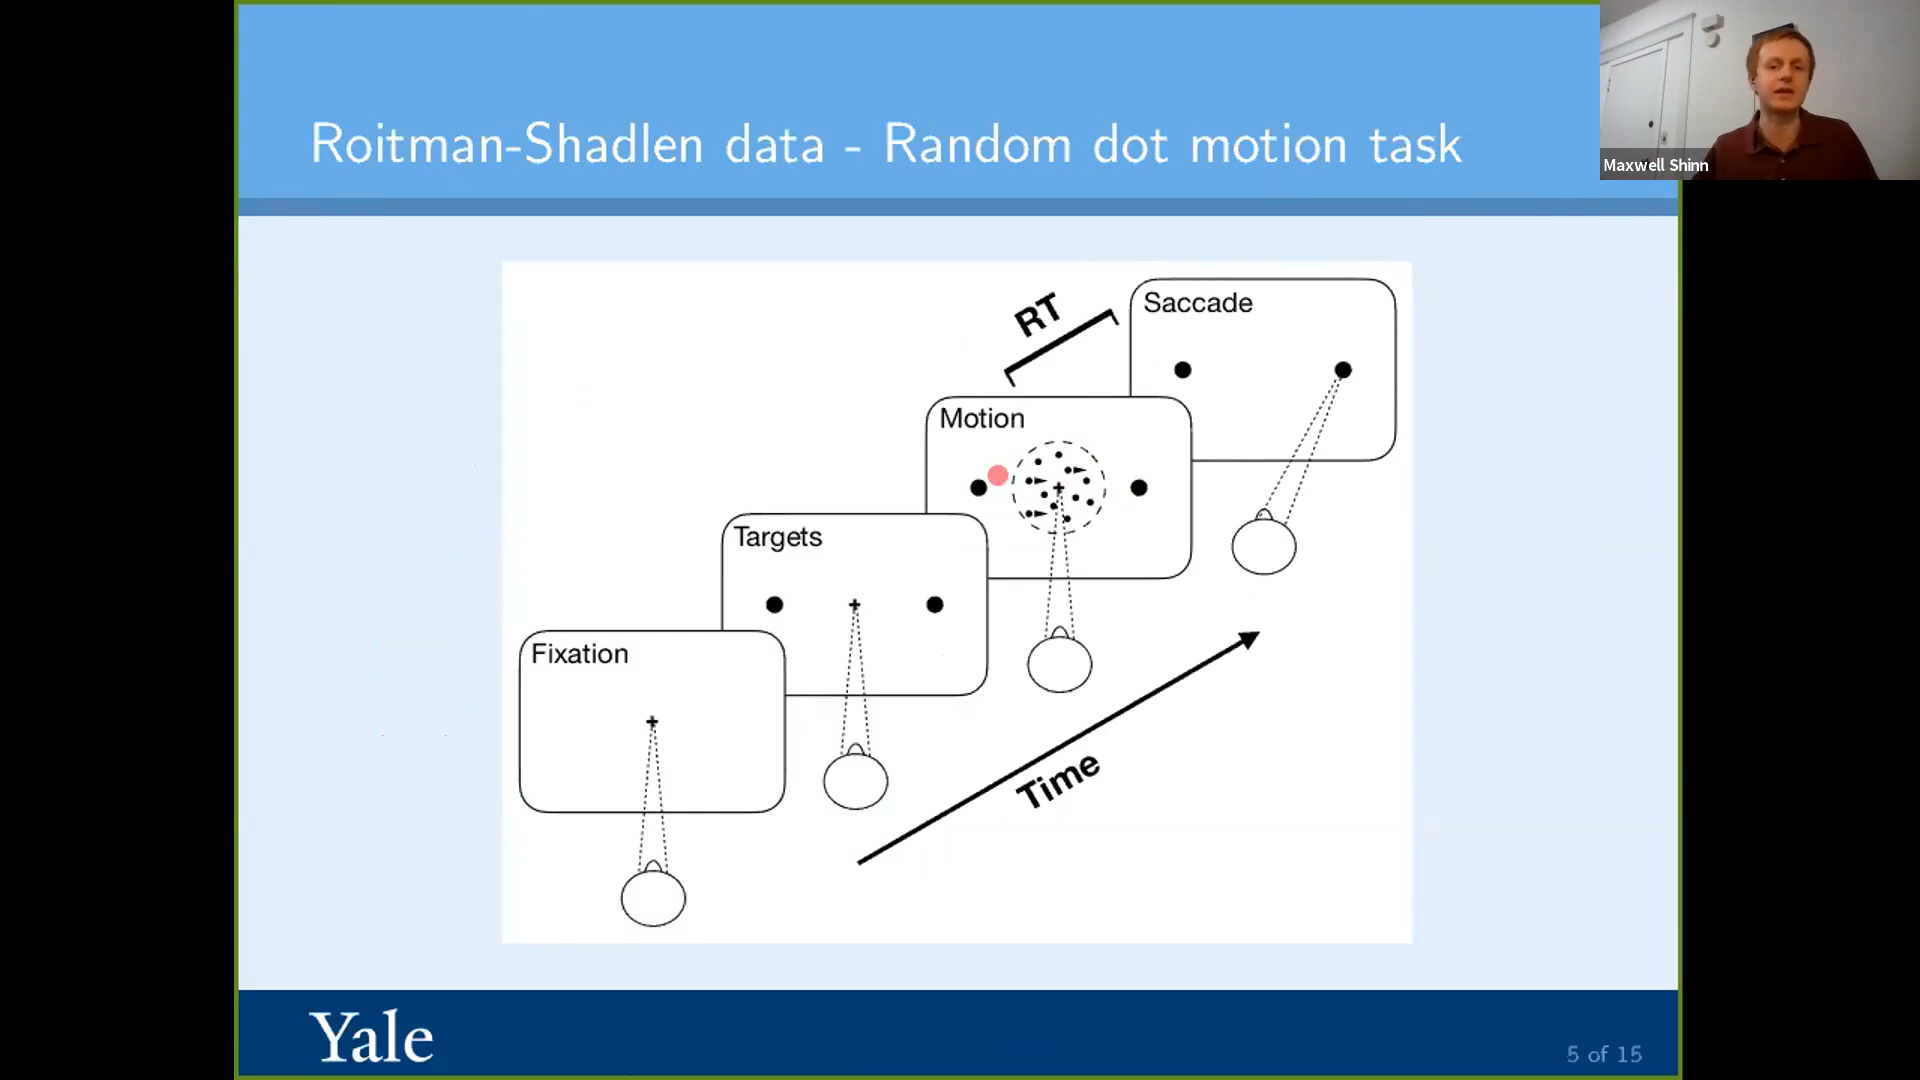 Roitman-Shadlen data - Random dot motion task
Maxwell Shinn
RT
Saccade
Motion
Targets
Fixation
Time
Yale
5 of 15